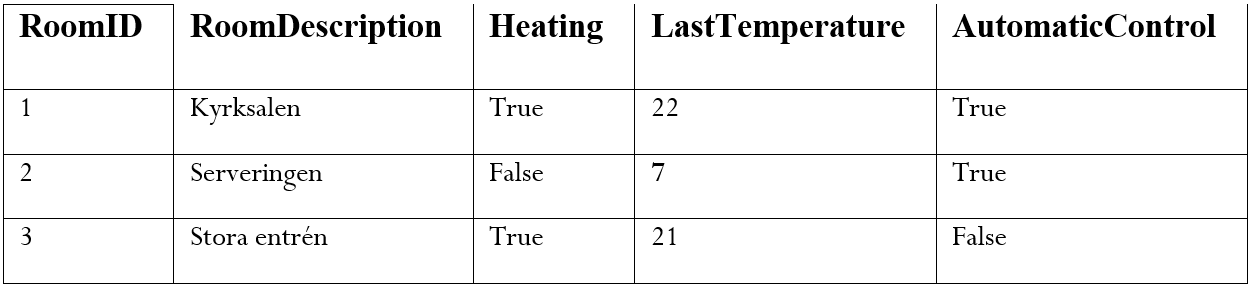 RoomID RoomDescription Heating LastTemperature AutomaticControl
1 Kyrksalen True 22 True
2 Serveringen False 7 True
3 Stora entrén True 21 False